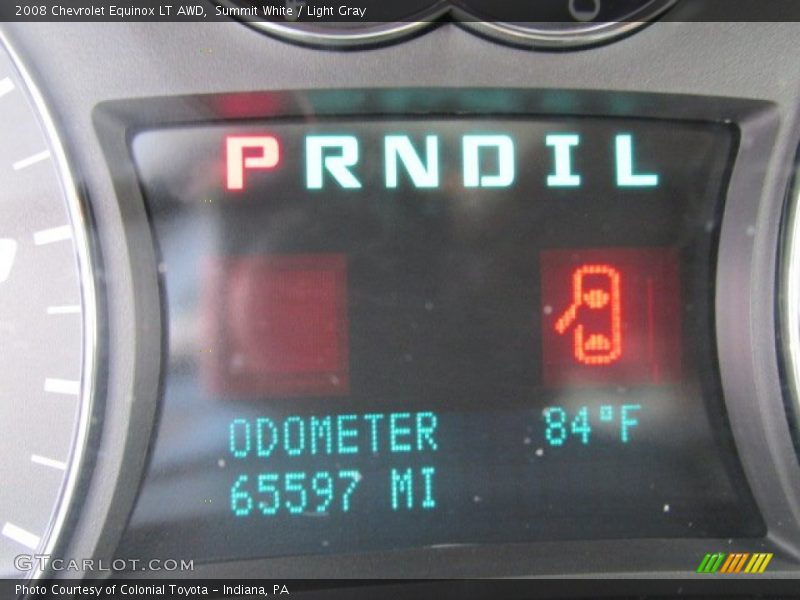 2008 Chevrolet Equinox LT AWD, Summit White / Light Gray
P R N D I L
84°F
ODOMETER
65597 MI
GTCarLot.com
Photo Courtesy of Colonial Toyota - Indiana, PA